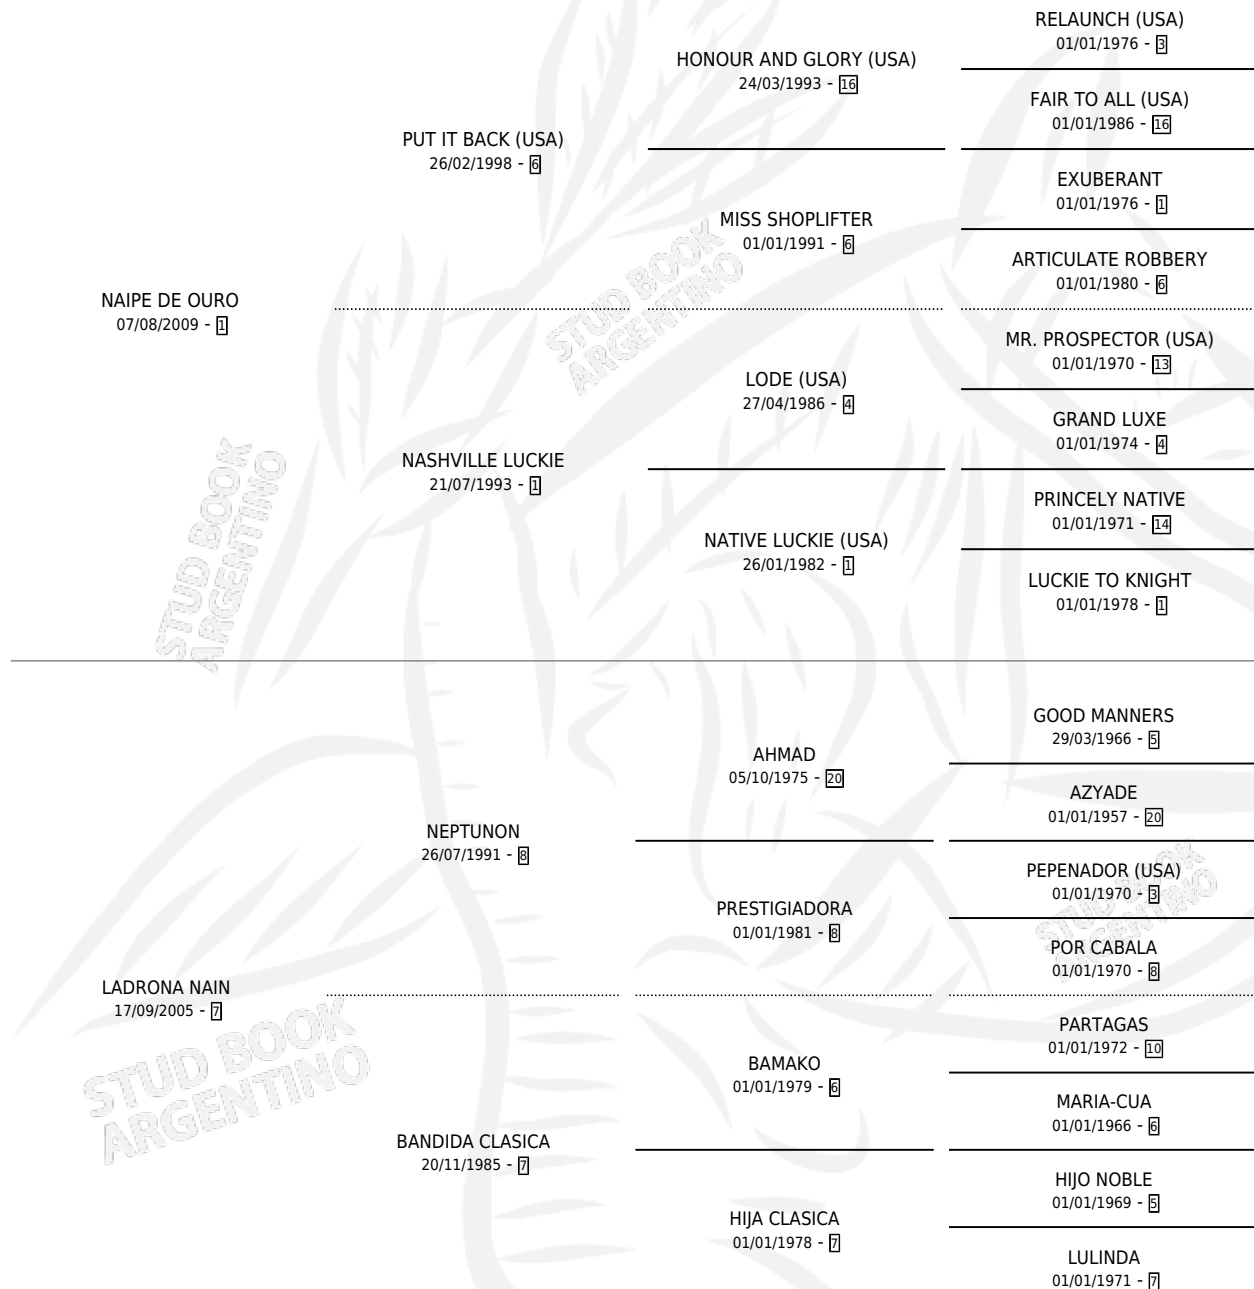 RELAUNCH (USA)
01/01/1976 - 3
HONOUR AND GLORY (USA)
24/03/1993 - 16
FAIR TO ALL (USA)
01/01/1986 - 16
PUT IT BACK (USA)
26/02/1998 - 6
EXUBERANT
01/01/1976 - 1
MISS SHOPLIFTER
01/01/1991 - 6
ARTICULATE ROBBERY
01/01/1980 - 6
NAIPE DE OURO
07/08/2009 - 1
STUD BOOK
ARGENTINO
MR. PROSPECTOR (USA)
01/01/1970 - 13
LODE (USA)
27/04/1986 - 4
GRAND LUXE
01/01/1974 - 4
NASHVILLE LUCKIE
21/07/1993 - 1
PRINCELY NATIVE
01/01/1971 - 14
NATIVE LUCKIE (USA)
26/01/1982 - 1
LUCKIE TO KNIGHT
01/01/1978 - 1
STUD BOOK
ARGENTINO
GOOD MANNERS
29/03/1966 - 5
AHMAD
05/10/1975 - 20
AZYADE
01/01/1957 - 20
NEPTUNON
26/07/1991 - 8
PEPENADOR (USA)
01/01/1970 - 3
PRESTIGIADORA
01/01/1981 - 8
STUD BOOK
ARGENTINO
POR CABALA
01/01/1970 - 8
LADRONA NAIN
17/09/2005 - 7
PARTAGAS
01/01/1972 - 10
BAMAKO
01/01/1979 - 6
STUD BOOK
ARGENTINO
MARIA-CUA
01/01/1966 - 6
BANDIDA CLASICA
20/11/1985 - 7
HIJO NOBLE
01/01/1969 - 5
HIJA CLASICA
01/01/1978 - 7
LULINDA
01/01/1971 - 7